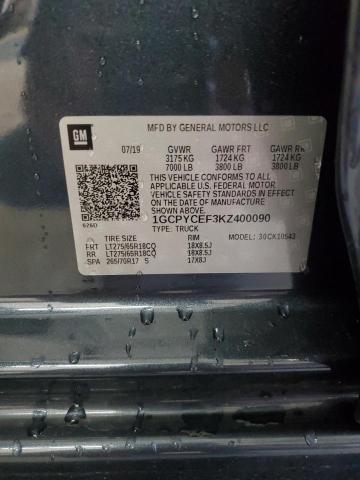 GM
MFD BY GENERAL MOTORS LLC
07/19 GVWR GAWR FRT GAWR RR
3175 KG 1724 KG 1724 KG
7000 LB 3800 LB 3800 LB
THIS VEHICLE CONFORMS TO ALL APPLICABLE
U.S. FEDERAL MOTOR VEHICLE
SAFETY STANDARDS IN EFFECT
ON THE DATE OF
MANUFACTURE SHOWN ABOVE.
626D 1GCPYCEF3KZ400090
TYPE: TRUCK
TIRE SIZE RIM MODEL: 30CK10543
FRT LT275/65R18CQ 18X8.5J
RR LT275/65R18CQ 18X8.5J
SPA 265/70R17 S 17X8J